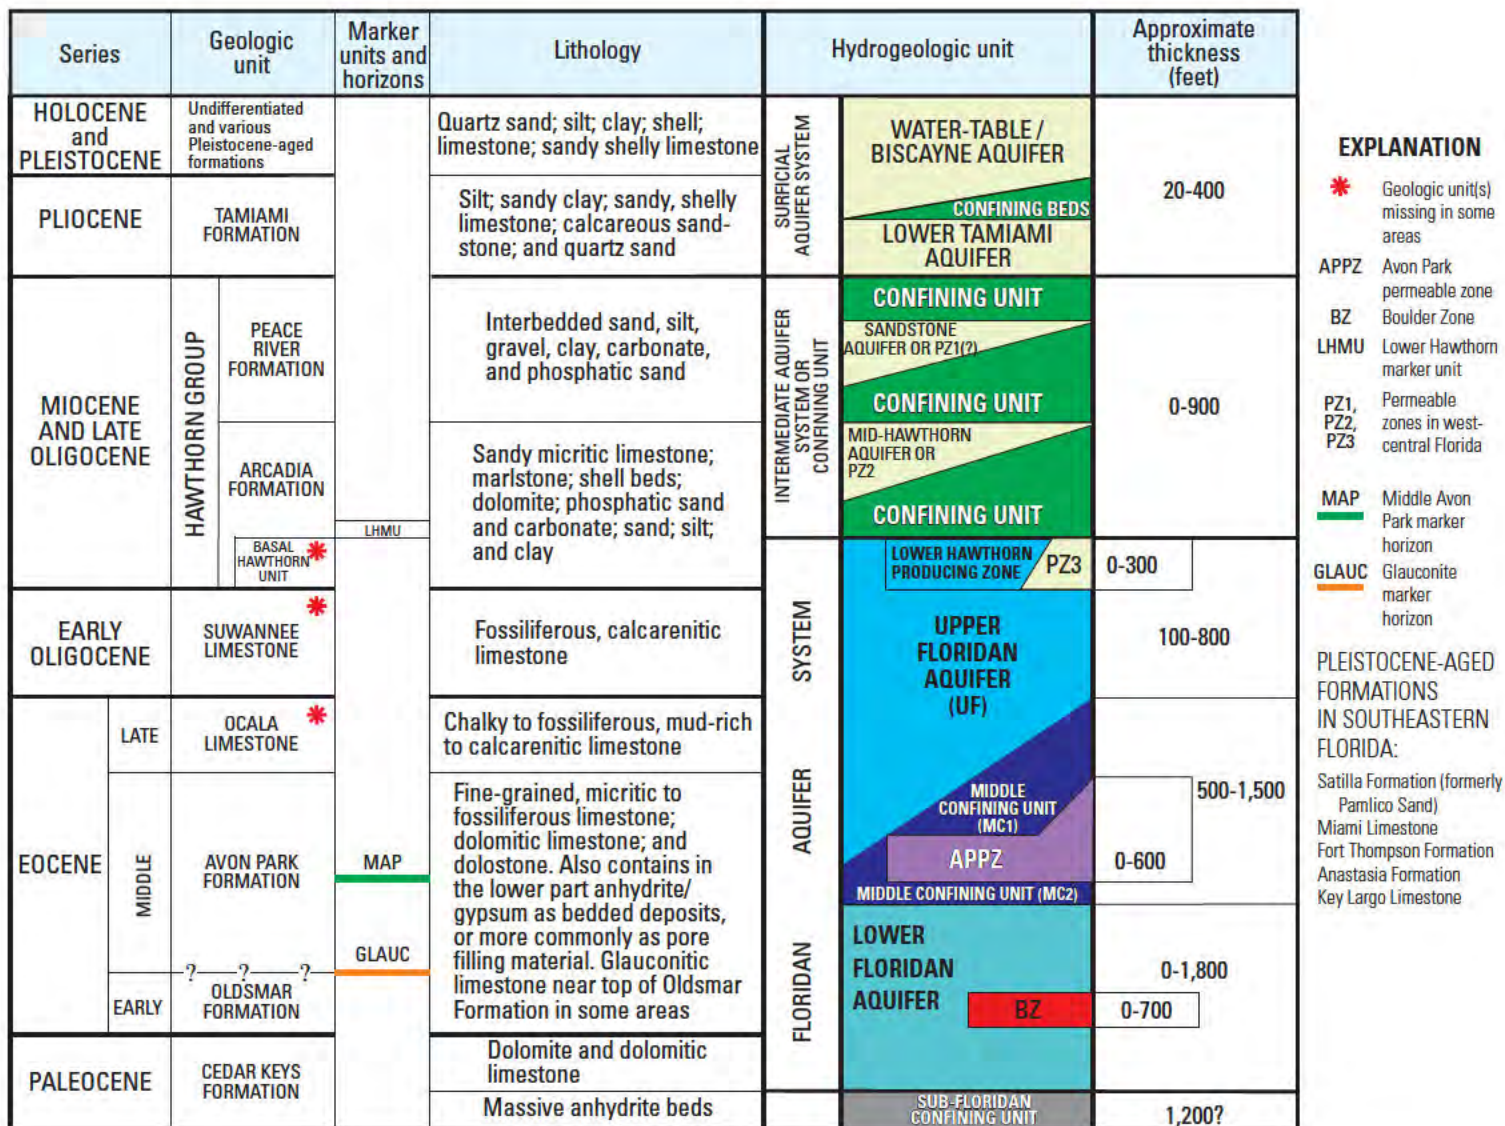 Series
Geologic
unit
Marker
units and
horizons
Lithology
Hydrogeologic unit
Approximate
thickness
(feet)
HOLOCENE
and
PLEISTOCENE
Undifferentiated
and various
Pleistocene-aged
formations
Quartz sand; silt; clay; shell;
limestone; sandy shelly limestone
SURFICIAL
AQUIFER SYSTEM
WATER-TABLE /
BISCAYNE AQUIFER
CONFINING BEDS
LOWER TAMIAMI
AQUIFER
20-400
PLIOCENE
TAMIAMI
FORMATION
Silt; sandy clay; sandy, shelly
limestone; calcareous sand-
stone; and quartz sand
MIOCENE
AND LATE
OLIGOCENE
HAWTHORN GROUP
PEACE
RIVER
FORMATION
Interbedded sand, silt,
gravel, clay, carbonate,
and phosphatic sand
ARCADIA
FORMATION
LHMU
BASAL
HAWTHORN
UNIT
Sandy micritic limestone;
marlstone; shell beds;
dolomite; phosphatic sand
and carbonate; sand; silt;
and clay
INTERMEDIATE AQUIFER
SYSTEM OR
CONFINING UNIT
CONFINING UNIT
SANDSTONE
AQUIFER OR PZ1(?)
CONFINING UNIT
MID-HAWTHORN
AQUIFER OR
PZ2
CONFINING UNIT
0-900
EARLY
OLIGOCENE
SUWANNEE
LIMESTONE
Fossiliferous, calcarenitic
limestone
FLORIDAN AQUIFER SYSTEM
LOWER HAWTHORN
PRODUCING ZONE
PZ3
0-300
UPPER
FLORIDAN
AQUIFER
(UF)
100-800
EOCENE
LATE
OCALA
LIMESTONE
Chalky to fossiliferous, mud-rich
to calcarenitic limestone
MIDDLE
AVON PARK
FORMATION
MAP
GLAUC
Fine-grained, micritic to
fossiliferous limestone;
dolomitic limestone; and
dolostone. Also contains in
the lower part anhydrite/
gypsum as bedded deposits,
or more commonly as pore
filling material. Glauconitic
limestone near top of Oldsmar
Formation in some areas
MIDDLE
CONFINING UNIT
(MC1)
500-1,500
APPZ
0-600
MIDDLE CONFINING UNIT (MC2)
? ? ?
EARLY
OLDSMAR
FORMATION
LOWER
FLORIDAN
AQUIFER
0-1,800
BZ
0-700
PALEOCENE
CEDAR KEYS
FORMATION
Dolomite and dolomitic
limestone
Massive anhydrite beds
SUB-FLORIDAN
CONFINING UNIT
1,200?
EXPLANATION
Geologic unit(s)
missing in some
areas
APPZ Avon Park
permeable zone
BZ Boulder Zone
LHMU Lower Hawthorn
marker unit
PZ1, Permeable
PZ2, zones in west-
PZ3 central Florida
MAP Middle Avon
Park marker
horizon
GLAUC Glauconite
marker
horizon
PLEISTOCENE-AGED
FORMATIONS
IN SOUTHEASTERN
FLORIDA:
Satilla Formation (formerly
Pamlico Sand)
Miami Limestone
Fort Thompson Formation
Anastasia Formation
Key Largo Limestone